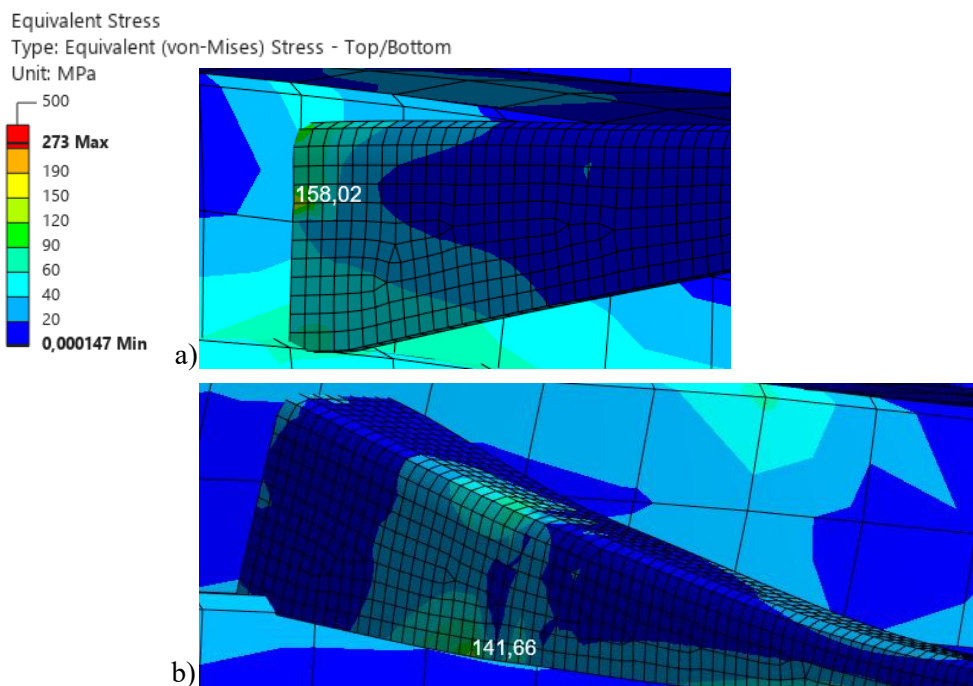 Equivalent Stress
Type: Equivalent (von-Mises) Stress - Top/Bottom
Unit: MPa
500
273 Max
190
150
120
90
60
40
20
0,000147 Min
158,02
a)
141,66
b)